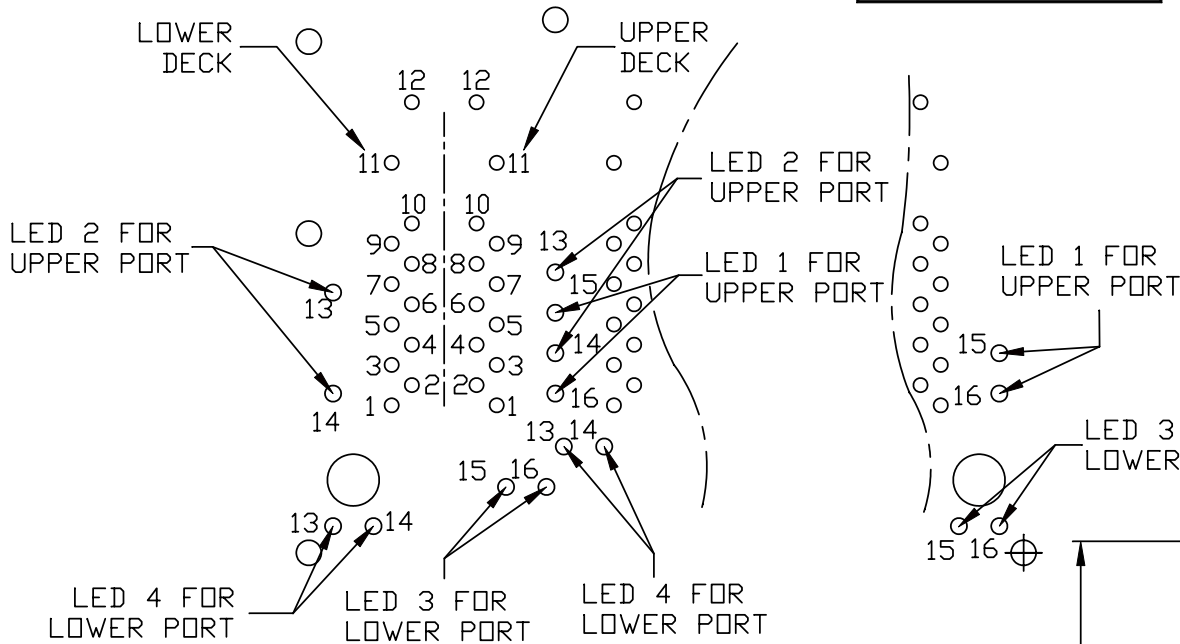 LOWER
DECK
UPPER
DECK
12 12
11 11
LED 2 FOR
UPPER PORT
10 10
LED 2 FOR
UPPER PORT
9 9 13
8 8
LED 1 FOR
UPPER PORT
LED 1 FOR
UPPER PORT
7 7 15
13
6 6
5 5
4 4 14
15
3 3
2 2
16
16
1 1
14
13 14
LED 3
LOWER
15 16
13 14
15 16
LED 4 FOR
LOWER PORT
LED 3 FOR
LOWER PORT
LED 4 FOR
LOWER PORT